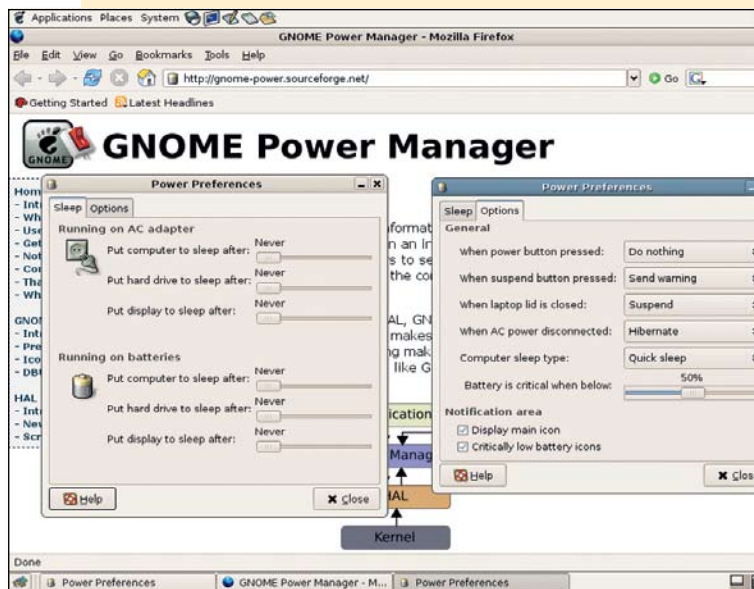 Applications Places System
GNOME Power Manager - Mozilla Firefox
File Edit View Go Bookmarks Tools Help
http://gnome-power.sourceforge.net/
Go
Getting Started Latest Headlines
GNOME
GNOME Power Manager
Power Preferences
Sleep Options
Running on AC adapter
Never
Put computer to sleep after:
Never
Put hard drive to sleep after:
Never
Put display to sleep after:
Running on batteries
Never
Put computer to sleep after:
Never
Put hard drive to sleep after:
Never
Put display to sleep after:
Help
Close
Power Preferences
Sleep Options
General
When power button pressed: Do nothing
When suspend button pressed: Send warning
When laptop lid is closed: Suspend
When AC power disconnected: Hibernate
Computer sleep type: Quick sleep
50%
Battery is critical when below:
Notification area
Display main icon
Critically low battery icons
Help
Clos
HAL
HAL
Kernel
Done
Power Preferences
GNOME Power Manager - M...
Power Preferences